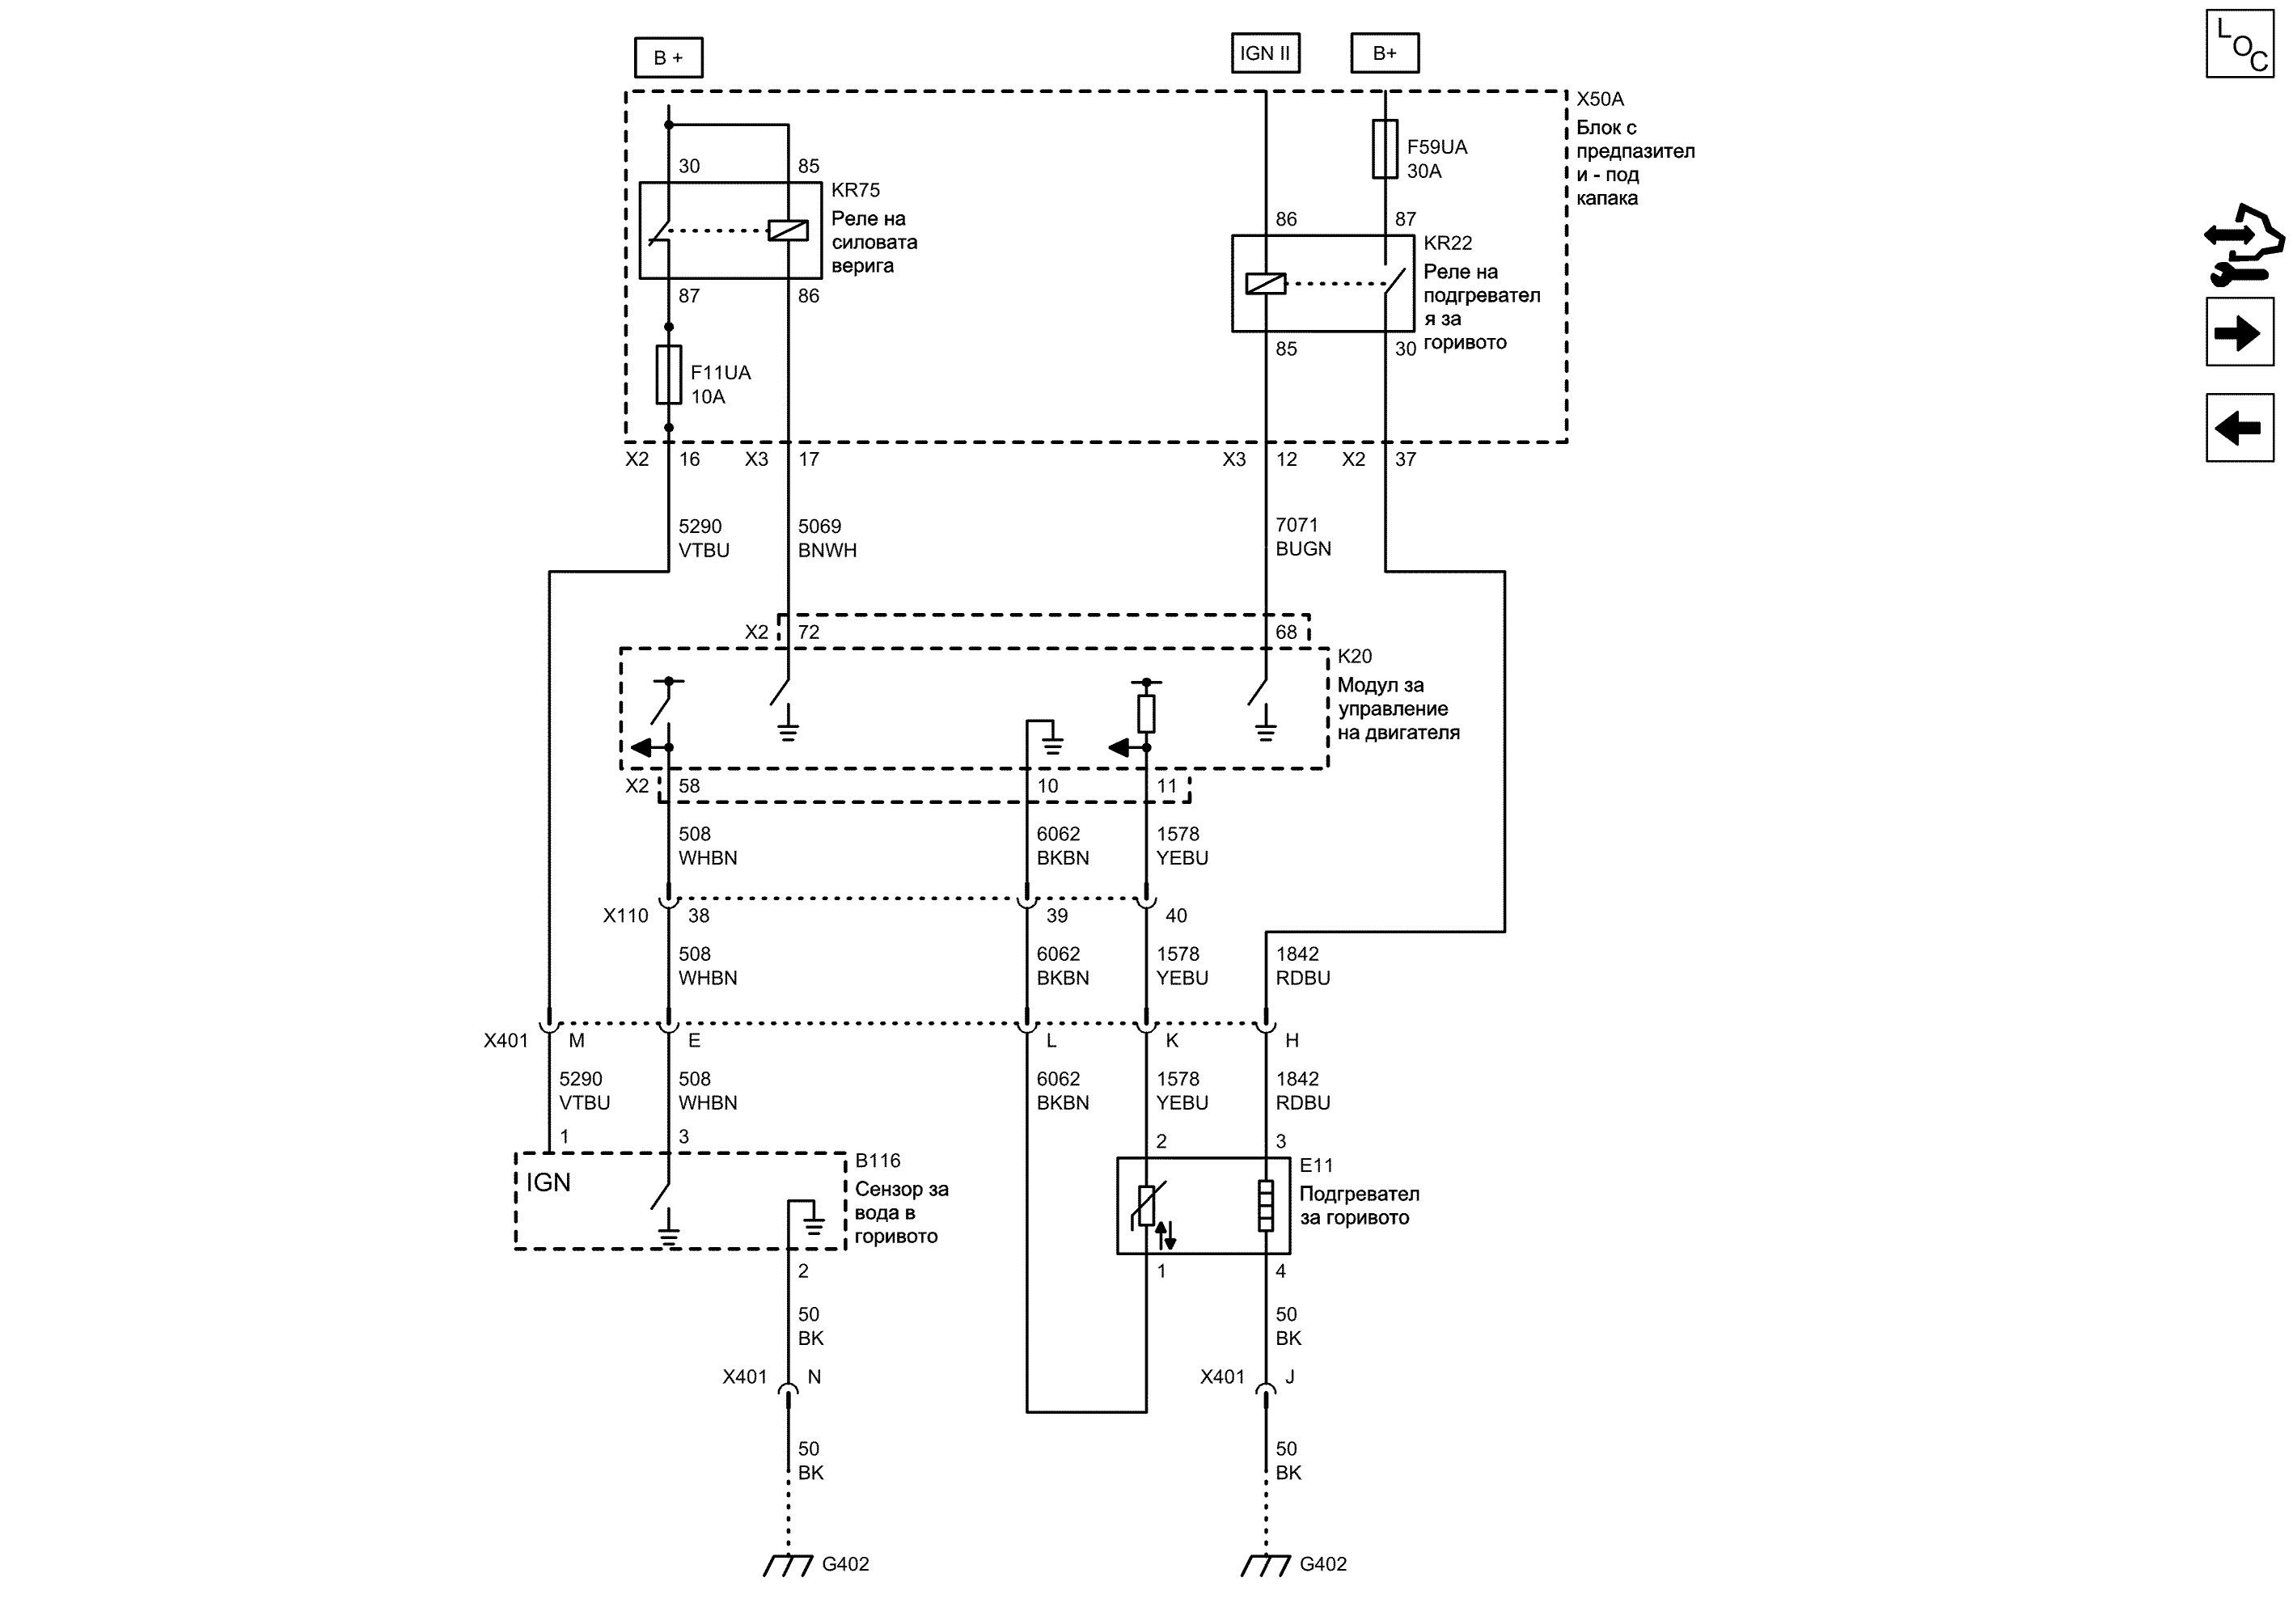 B +
IGN II
B+
LOC
X50A
Блок с
предпазител
и - под
капака
F59UA
30A
30
85
KR75
Реле на
силовата
верига
86
87
KR22
Реле на
подгревател
я за
горивото
87
86
85
30
F11UA
10A
X2
16
X3
17
X3
12
X2
37
5290
VTBU
5069
BNWH
7071
BUGN
X2
72
68
K20
Модул за
управление
на двигателя
X2
58
10
11
508
WHBN
6062
BKBN
1578
YEBU
X110
38
39
40
508
WHBN
6062
BKBN
1578
YEBU
1842
RDBU
X401
M
E
L
K
H
5290
VTBU
508
WHBN
6062
BKBN
1578
YEBU
1842
RDBU
1
3
2
3
IGN
B116
Сензор за
вода в
горивото
E11
Подгревател
за горивото
2
1
4
50
BK
50
BK
X401
N
X401
J
50
BK
50
BK
G402
G402